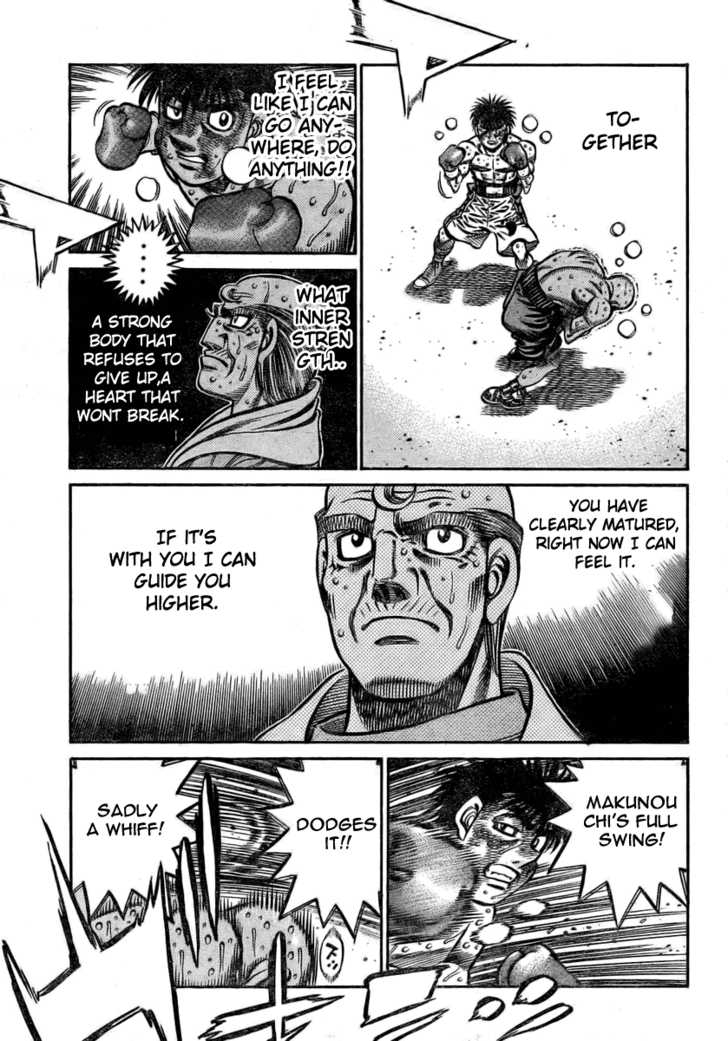 TO-
GETHER
I FEEL
LIKE I CAN
GO ANY-
WHERE, DO
ANYTHING!!
WHAT
INNER
STREN
GTH..
A STRONG
BODY THAT
REFUSES TO
GIVE UP,A
HEART THAT
WONT BREAK.
YOU HAVE
CLEARLY MATURED,
RIGHT NOW I CAN
FEEL IT.
IF IT'S
WITH YOU I CAN
GUIDE YOU
HIGHER.
MAKUNOU
CHI'S FULL
SWING!
DODGES
IT!!
SADLY
A WHIFF!